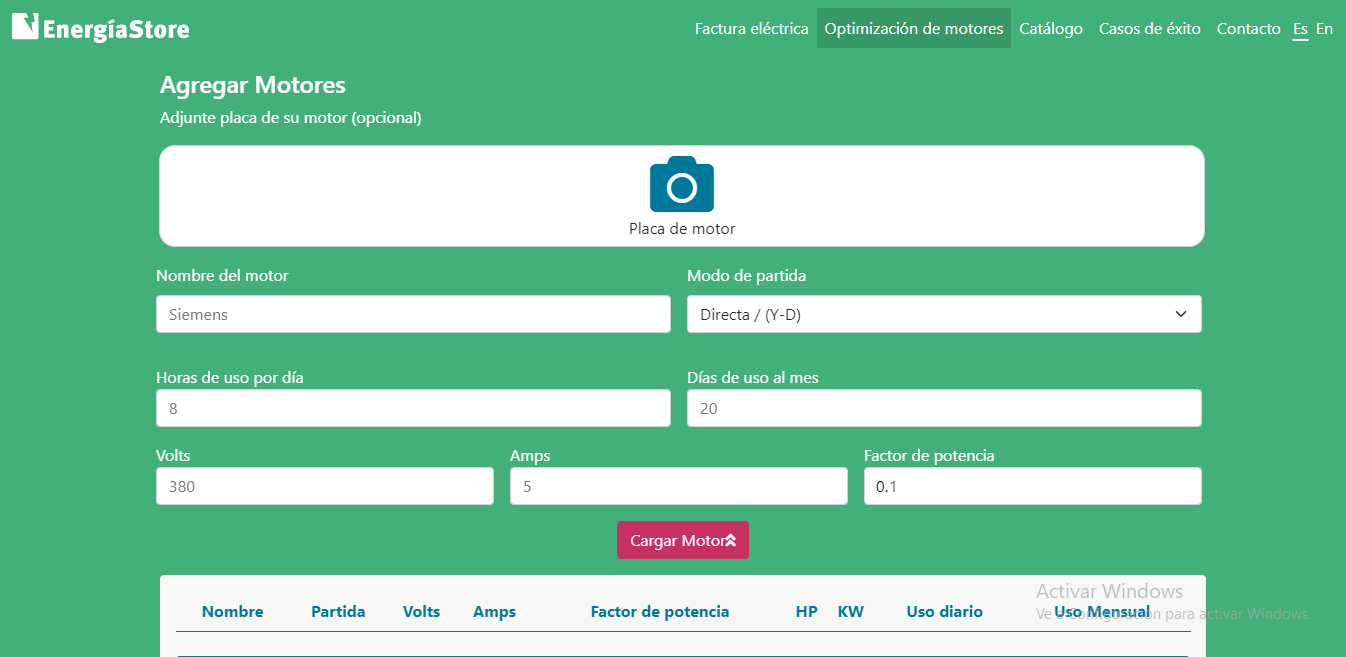 EnergíaStore
Factura eléctrica Optimización de motores Catálogo Casos de éxito Contacto Es En
Agregar Motores
Adjunte placa de su motor (opcional)
Placa de motor
Nombre del motor Modo de partida
Siemens Directa / (Y-D)
Horas de uso por día Días de uso al mes
8 20
Volts Amps Factor de potencia
380 5 0.1
Cargar Motor
Activar Windows
Nombre Partida Volts Amps Factor de potencia HP KW Uso diario Uso Mensual
Ve a Configuración para activar Windows.